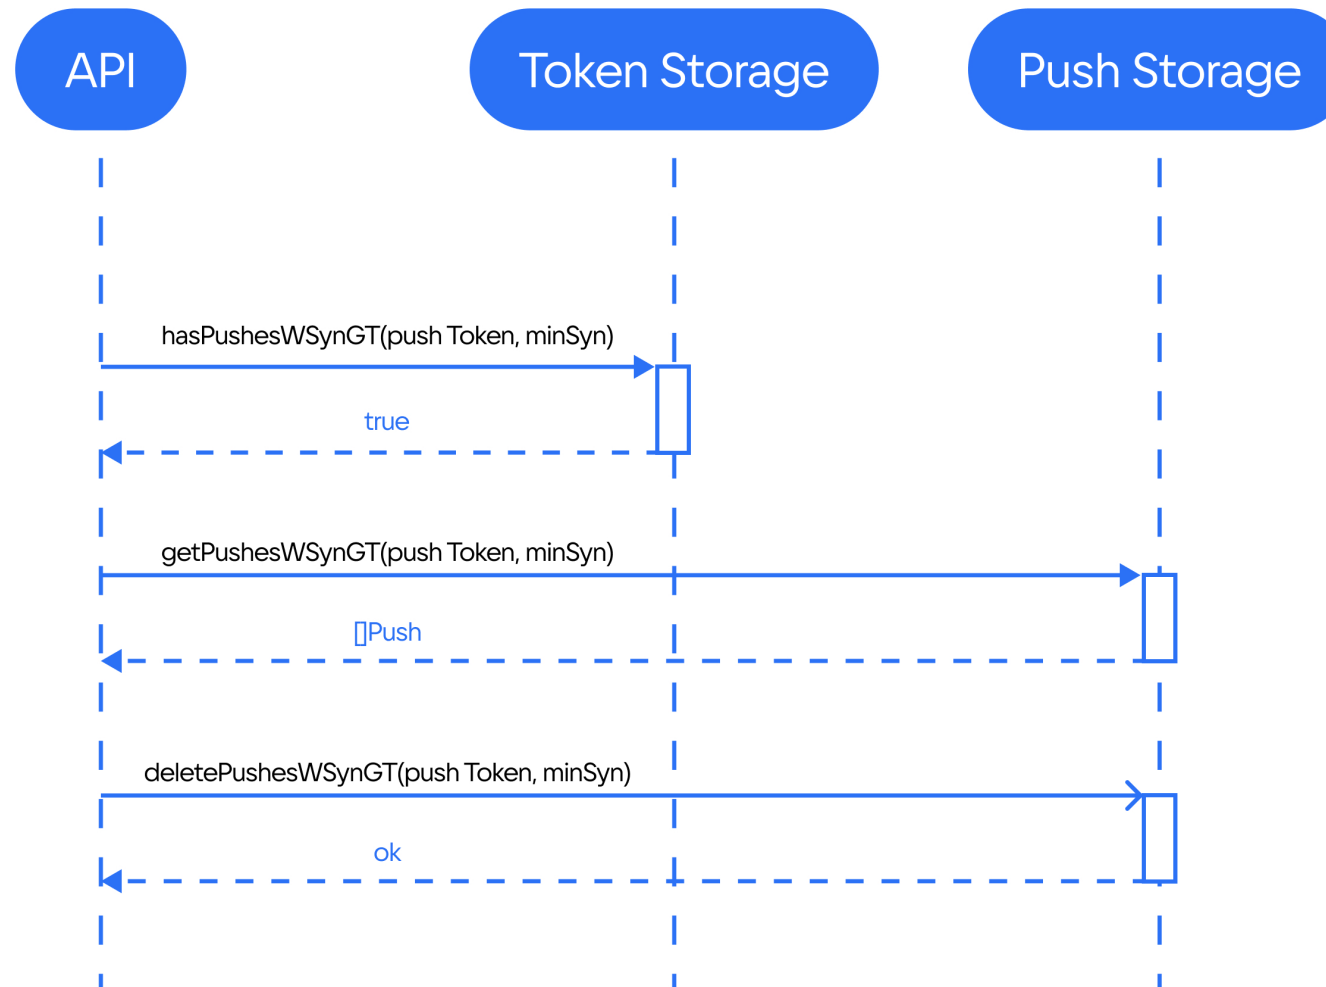 API
Token Storage
Push Storage
hasPushesWSynGT(push Token, minSyn)
true
getPushesWSynGT(push Token, minSyn)
[]Push
deletePushesWSynGT(push Token, minSyn)
ok